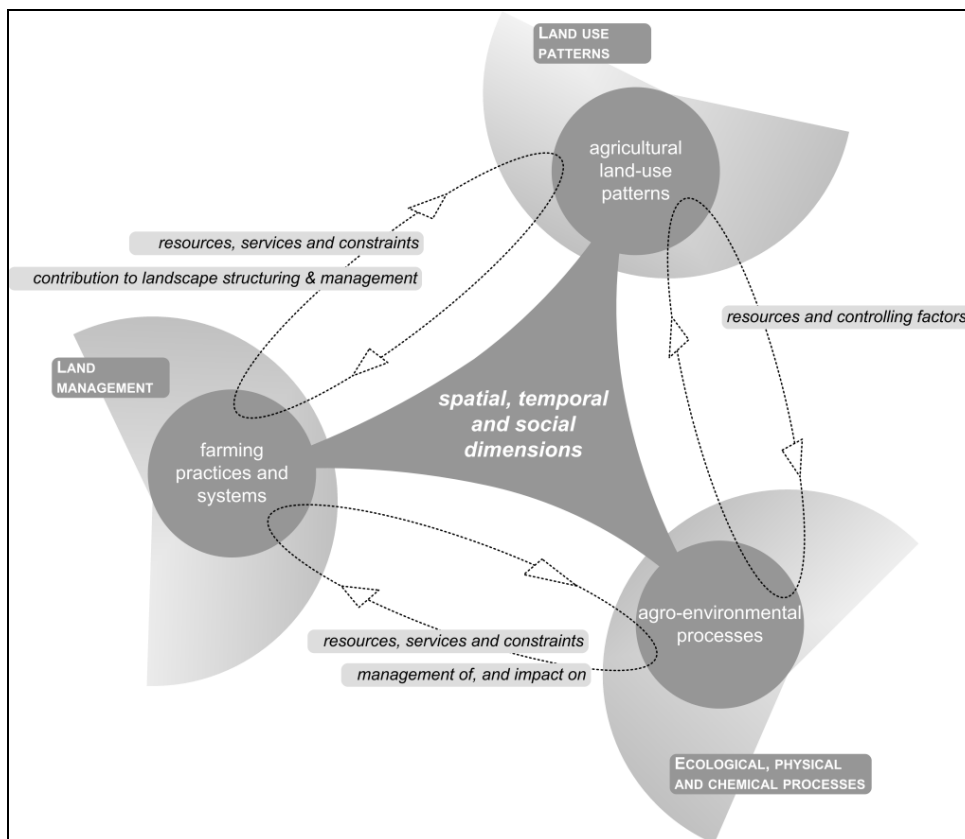 LAND USE
PATTERNS
agricultural
land-use
patterns
resources, services and constraints
contribution to landscape structuring & management
resources and controlling factors
LAND
MANAGEMENT
spatial, temporal
and social
dimensions
farming
practices and
systems
agro-environmental
processes
resources, services and constraints
management of, and impact on
ECOLOGICAL, PHYSICAL
AND CHEMICAL PROCESSES